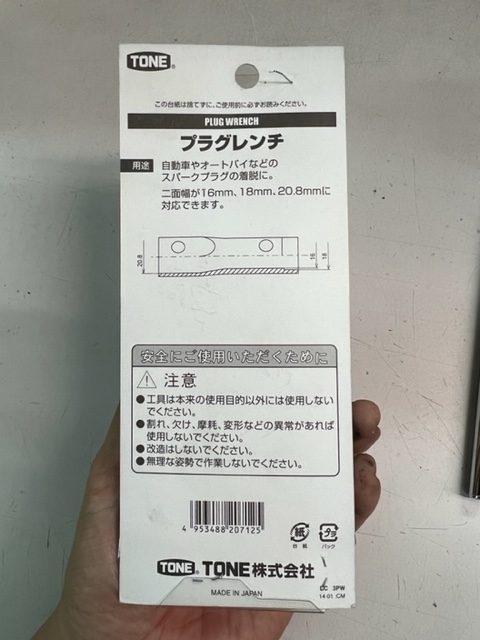 TONE®
この台紙は捨てずに、ご使用前に必ずお読みください。
PLUG WRENCH
プラグレンチ
用途
自動車やオートバイなどの
スパークプラグの着脱に。
二面幅が16mm、18mm、20.8mmに
対応できます。
20.8
16
18
安全にご使用いただくために
注意
●工具は本来の使用目的以外には使用しない
でください。
●割れ、欠け、摩耗、変形などの異常があれば
使用しないでください。
●改造はしないでください。
●無理な姿勢で作業しないでください。
4 953488 207125
紙
台紙
プラ
パック
TONE® TONE株式会社
MADE IN JAPAN
3PW
14·01 :CM